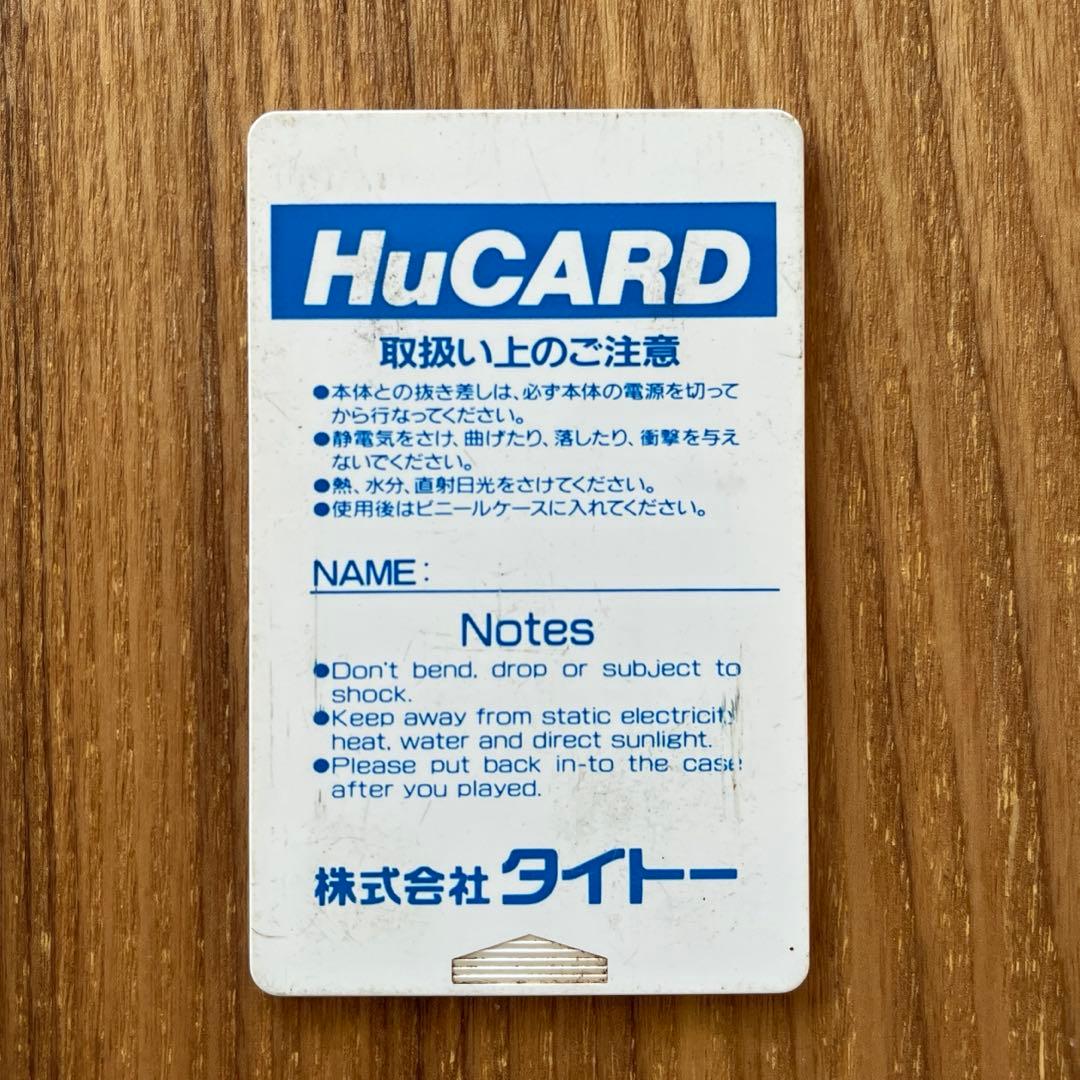 HuCARD
取扱い上のご注意
●本体との抜き差しは、必ず本体の電源を切って
から行なってください。
●静電気をさけ、曲げたり、落したり、衝撃を与え
ないでください。
●熱、水分、直射日光をさけてください。
●使用後はビニールケースに入れてください。
NAME:
Notes
●Don't bend, drop or subject to
shock.
●Keep away from static electricity
heat, water and direct sunlight.
●Please put back in-to the case
after you played.
株式会社 タイトー